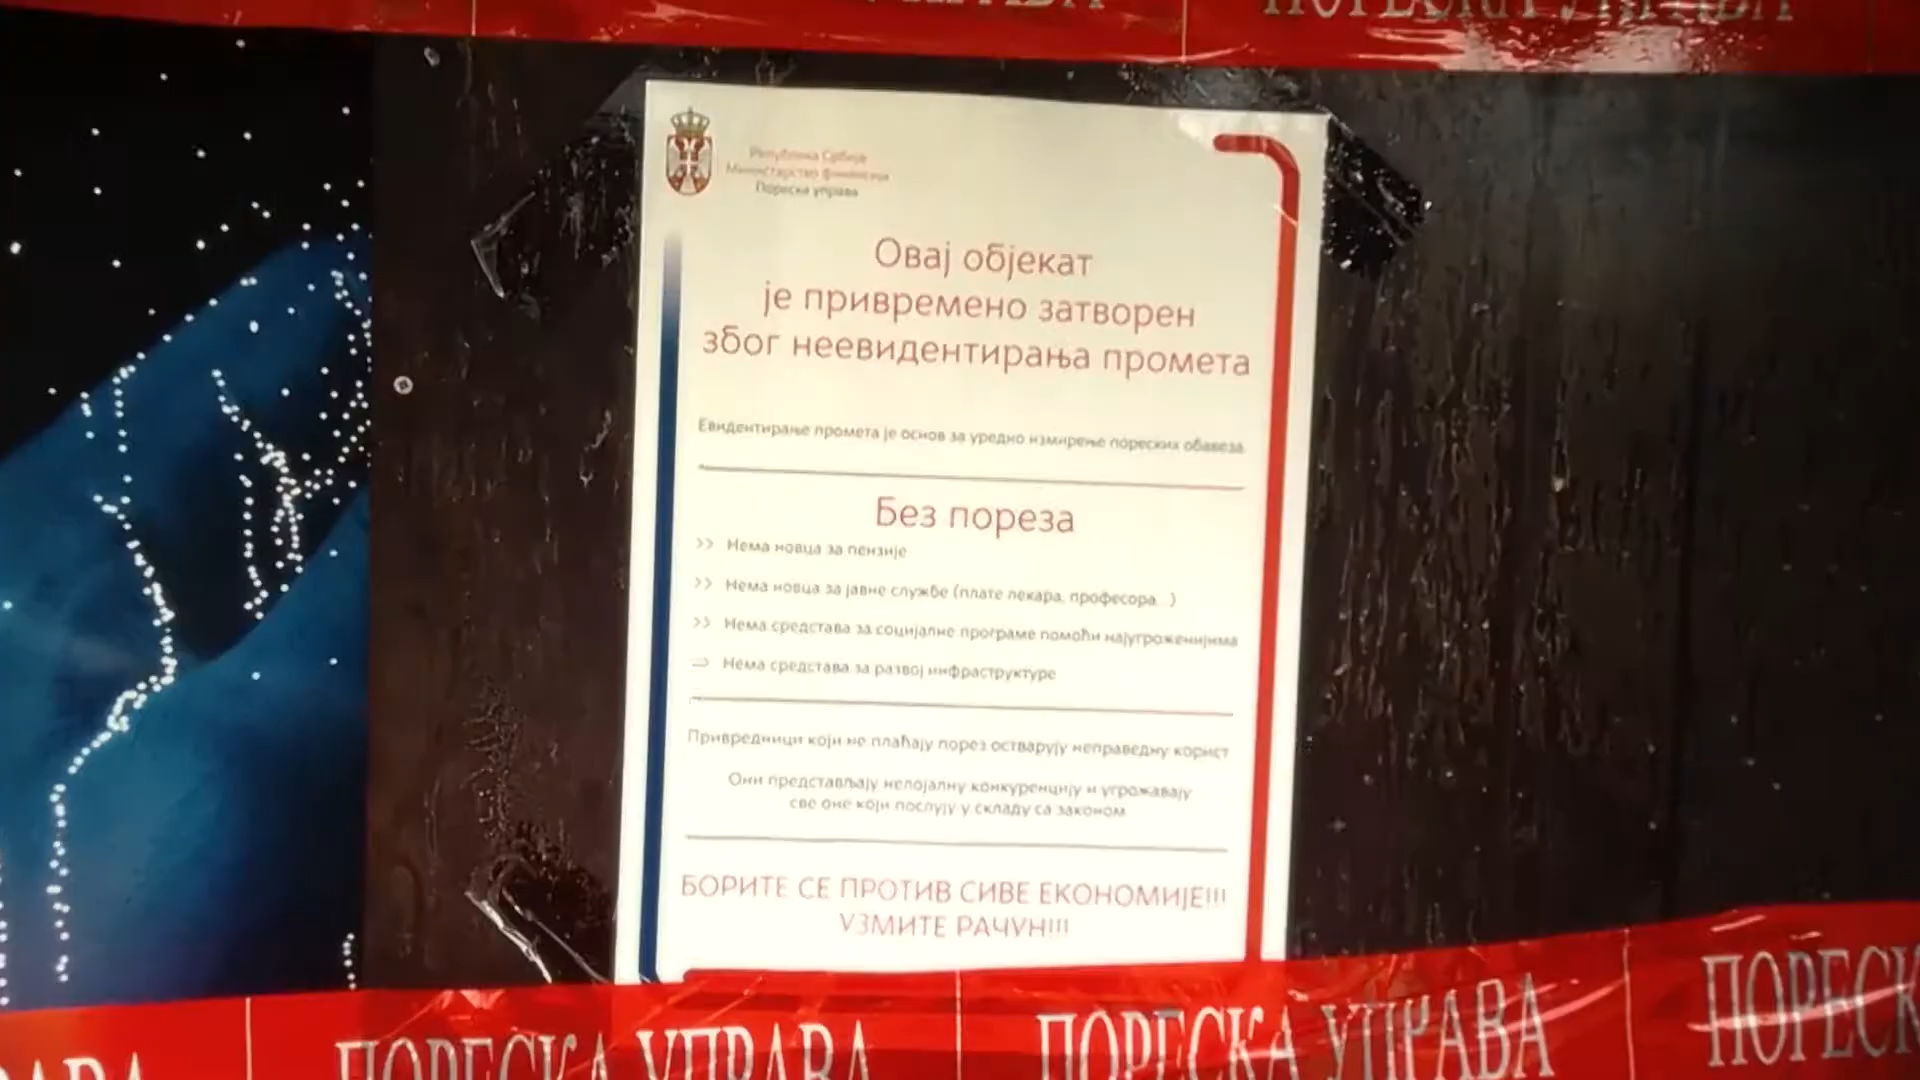 ПОРЕСКА УПРАВА
Република Србија
Министарство финансија
Пореска управа
Овај објекат
је привремено затворен
због неевидентирања промета
Евидентирање промета је основ за уредно измирење пореских обавеза
Без пореза
>> Нема новца за пензије
>> Нема новца за јавне службе (плате лекара, професора...)
>> Нема средстава за социјалне програме помоћи најугроженијима
>> Нема средстава за развој инфраструктуре
Привредници који не плаћају порез остварују неправедну корист
Они представљају нелојалну конкуренцију и угрожавају
све оне који послују у складу са законом
БОРИТЕ СЕ ПРОТИВ СИВЕ ЕКОНОМИЈЕ!!!
УЗМИТЕ РАЧУН!!!
ПОРЕСКА УПРАВА ПОРЕСКА УПРАВА